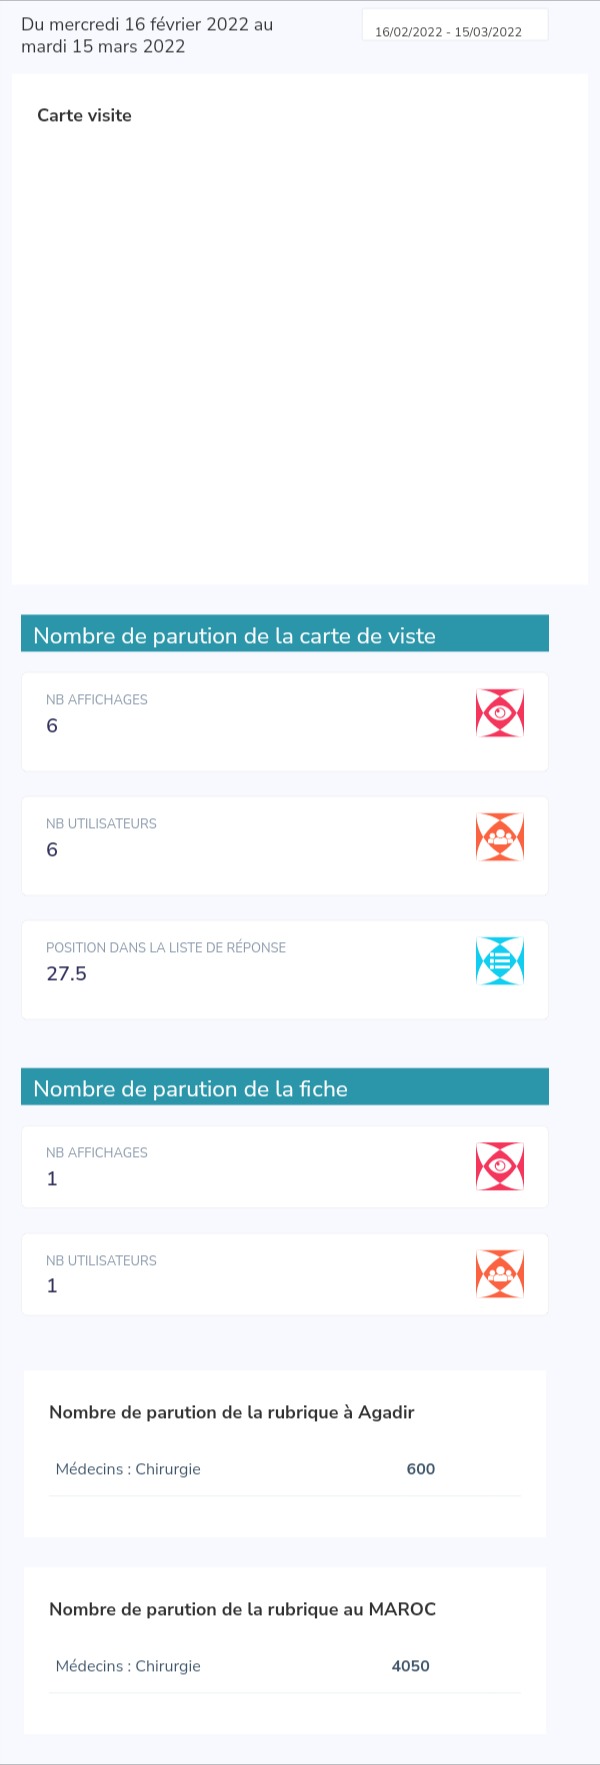 Du mercredi 16 février 2022 au
mardi 15 mars 2022
16/02/2022 - 15/03/2022
Carte visite
Nombre de parution de la carte de viste
NB AFFICHAGES
6
NB UTILISATEURS
6
POSITION DANS LA LISTE DE RÉPONSE
27.5
Nombre de parution de la fiche
NB AFFICHAGES
1
NB UTILISATEURS
1
Nombre de parution de la rubrique à Agadir
Médecins : Chirurgie 600
Nombre de parution de la rubrique au MAROC
Médecins : Chirurgie 4050